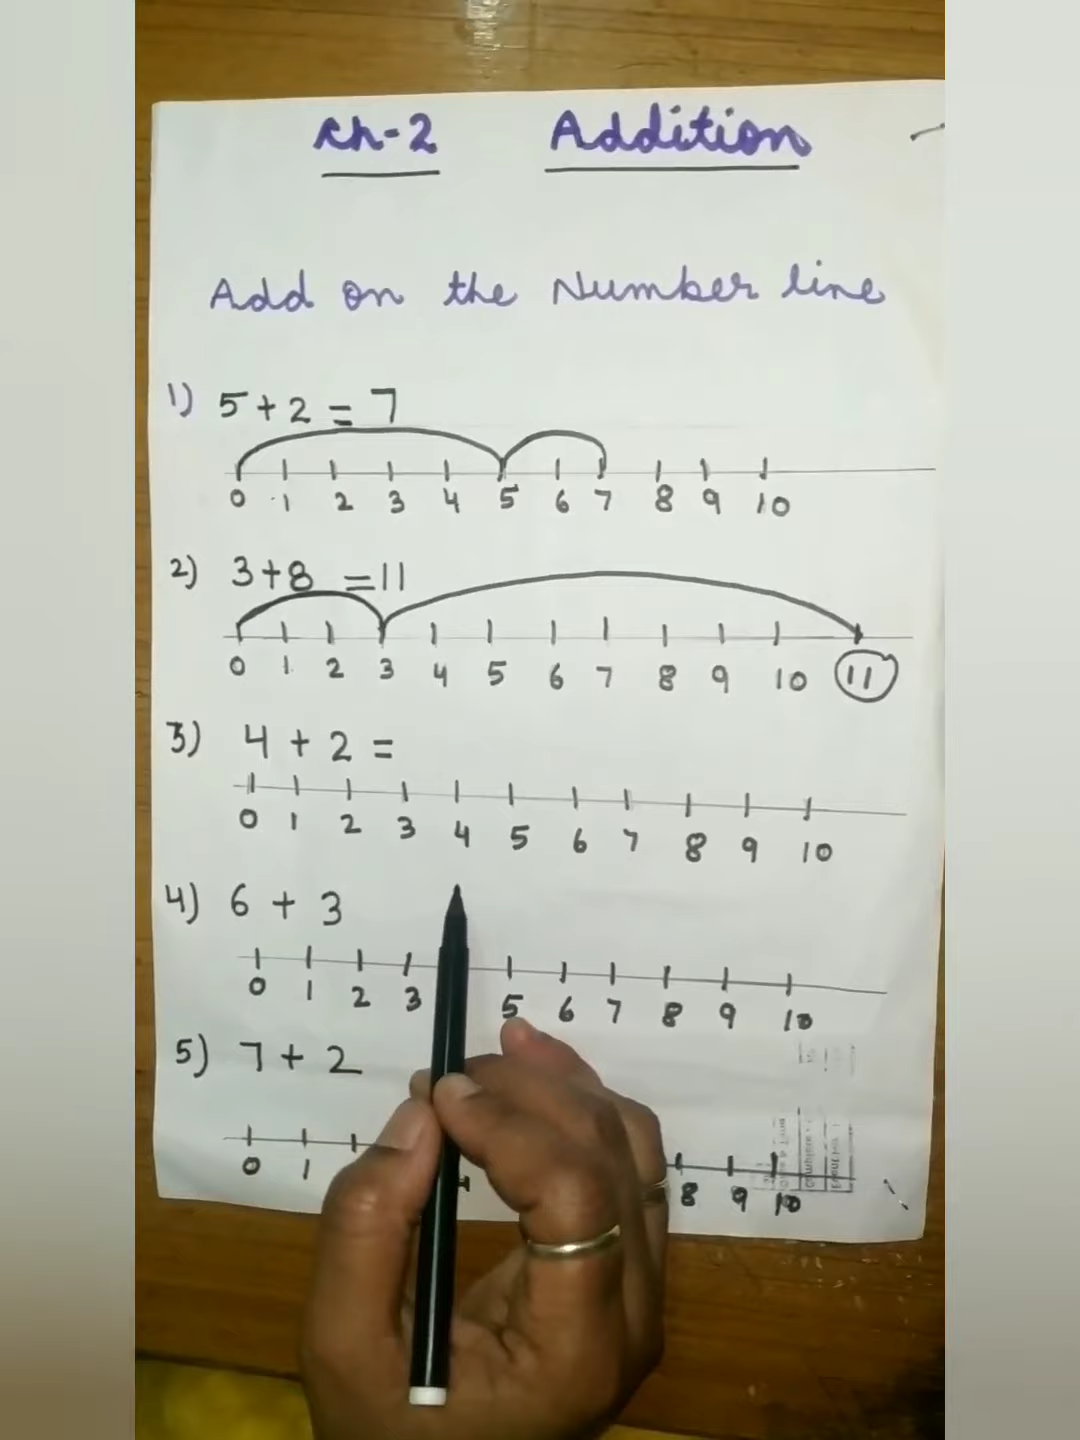 Ch-2 Addition
Add on the Number line
1) 5 + 2 = 7
0 1 2 3 4 5 6 7 8 9 10
2) 3+8 =11
0 1 2 3 4 5 6 7 8 9 10 11
3) 4 + 2 =
0 1 2 3 4 5 6 7 8 9 10
4) 6 + 3
0 1 2 3 5 6 7 8 9 10
5) 7 + 2
0 1 8 9 10